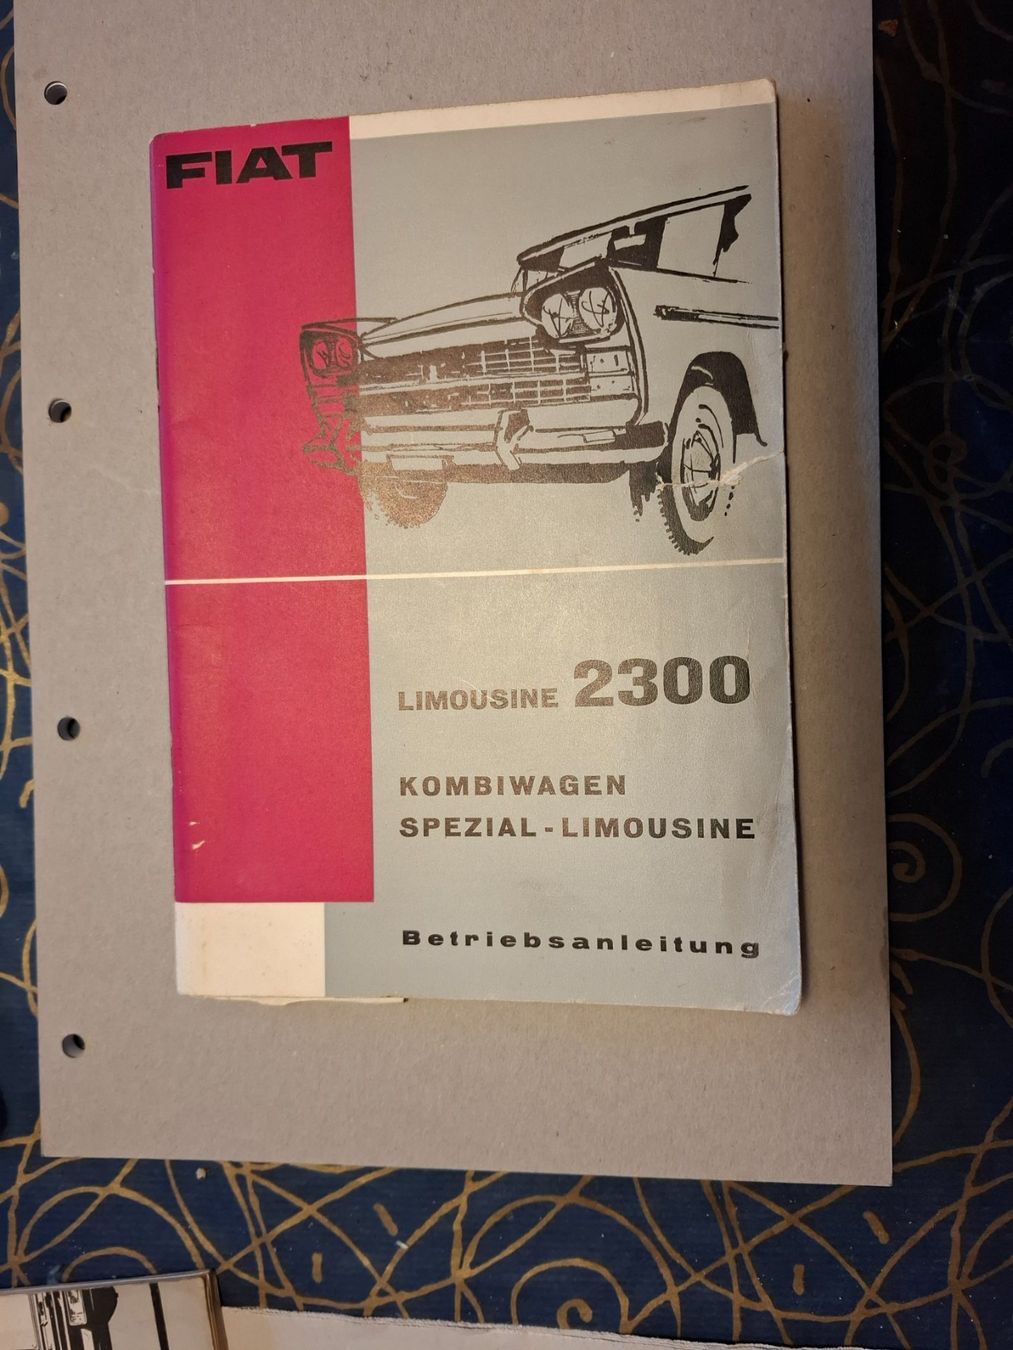 FIAT
LIMOUSINE 2300
KOMBIWAGEN
SPEZIAL-LIMOUSINE
Betriebsanleitung